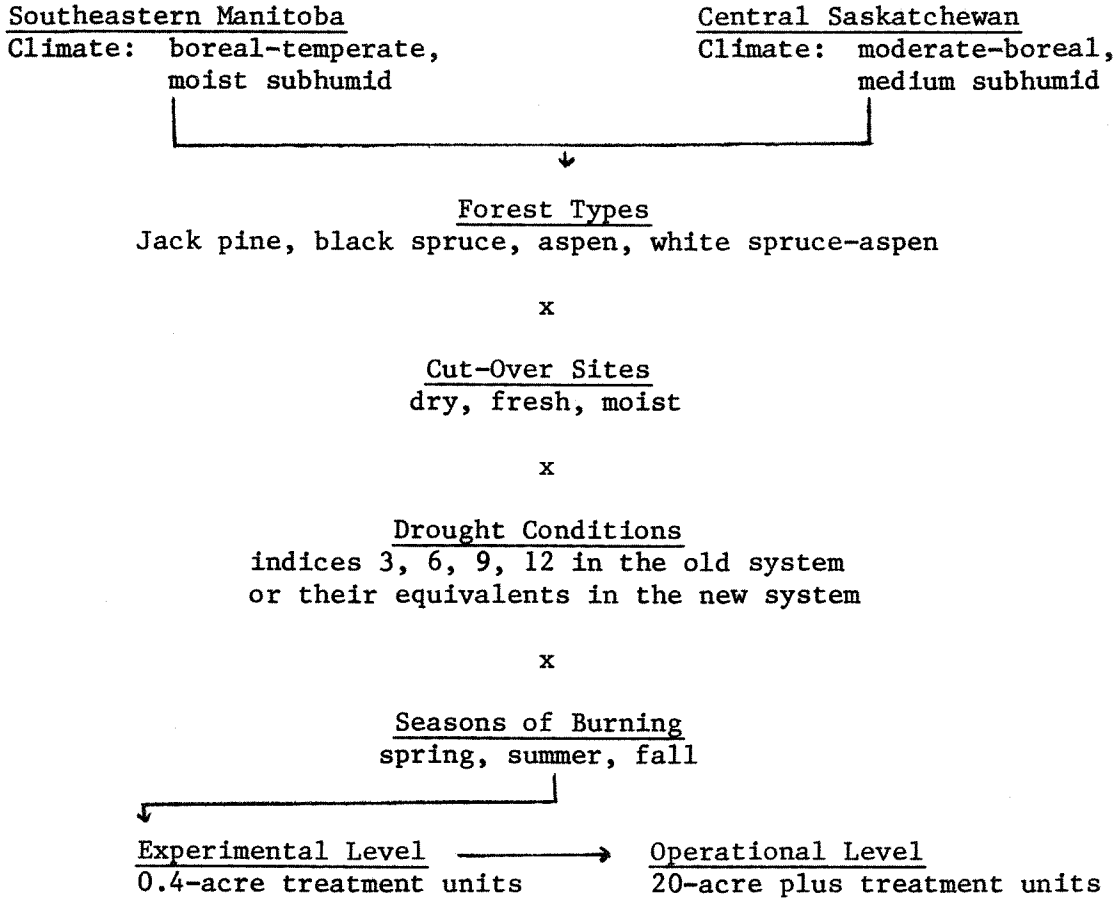 Southeastern Manitoba
Climate: boreal-temperate,
moist subhumid
Central Saskatchewan
Climate: moderate-boreal,
medium subhumid
Forest Types
Jack pine, black spruce, aspen, white spruce-aspen
x
Cut-Over Sites
dry, fresh, moist
x
Drought Conditions
indices 3, 6, 9, 12 in the old system
or their equivalents in the new system
x
Seasons of Burning
spring, summer, fall
Experimental Level
0.4-acre treatment units
Operational Level
20-acre plus treatment units